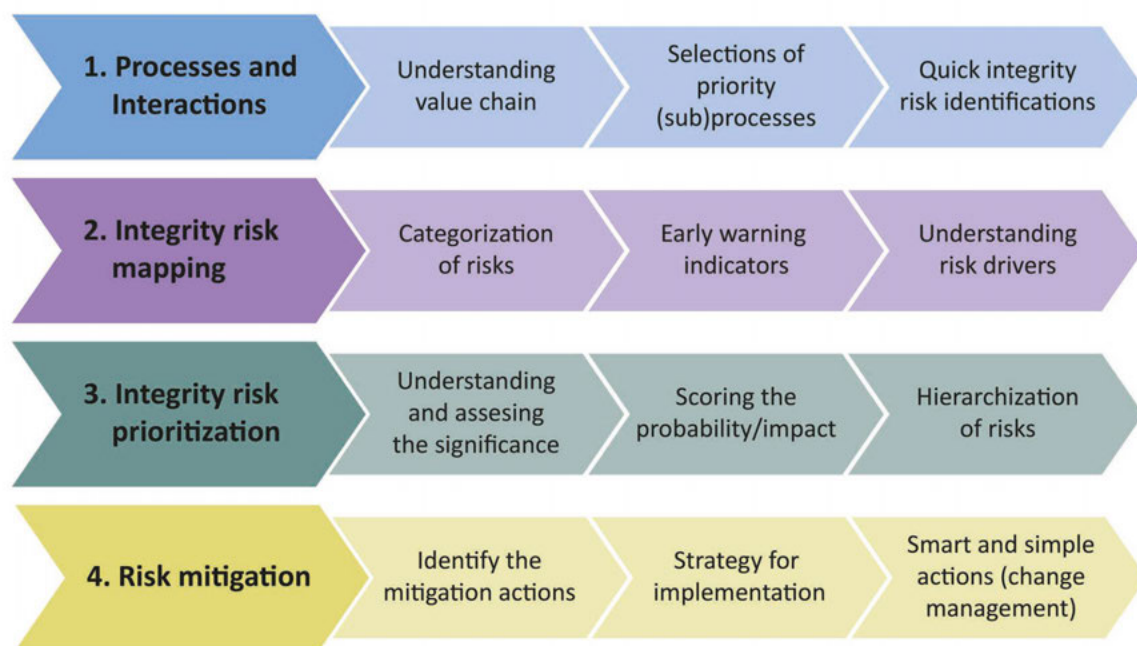 1. Processes and
Interactions
Understanding
value chain
Selections of
priority
(sub)processes
Quick integrity
risk identifications
2. Integrity risk
mapping
Categorization
of risks
Early warning
indicators
Understanding
risk drivers
3. Integrity risk
prioritization
Understanding
and assesing
the significance
Scoring the
probability/impact
Hierarchization
of risks
4. Risk mitigation
Identify the
mitigation actions
Strategy for
implementation
Smart and simple
actions (change
management)